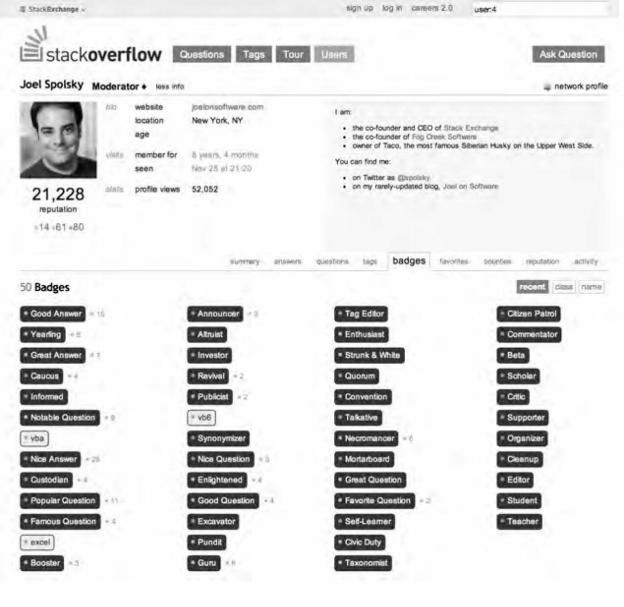 StackExchange
sign up log in careers 2.0 user:4
stackoverflow Questions Tags Tour Users Ask Question
Joel Spolsky Moderator ♦ less info network profile
bio website joelonsoftware.com
location New York, NY
age
visits member for 5 years, 4 months
seen Nov 25 at 21:20
stats profile views 52,052
21,228
reputation
14 61 80
I am:
• the co-founder and CEO of Stack Exchange
• the co-founder of Fog Creek Software
• owner of Taco, the most famous Siberian Husky on the Upper West Side.
You can find me:
• on Twitter as @spolsky
• on my rarely-updated blog, Joel on Software
summary answers questions tags badges favorites bounties reputation activity
50 Badges recent class name
Good Answer × 15
Yearling × 5
Great Answer × 7
Caucus × 4
Informed
Notable Question × 9
vba
Nice Answer × 26
Custodian × 4
Popular Question × 11
Famous Question × 4
excel
Booster × 3
Announcer × 3
Altruist
Investor
Revival × 2
Publicist × 2
vb6
Synonymizer
Nice Question × 5
Enlightened × 4
Good Question × 4
Excavator
Pundit
Guru × 6
Tag Editor
Enthusiast
Strunk & White
Quorum
Convention
Talkative
Necromancer × 6
Mortarboard
Great Question
Favorite Question × 2
Self-Learner
Civic Duty
Taxonomist
Citizen Patrol
Commentator
Beta
Scholar
Critic
Supporter
Organizer
Cleanup
Editor
Student
Teacher